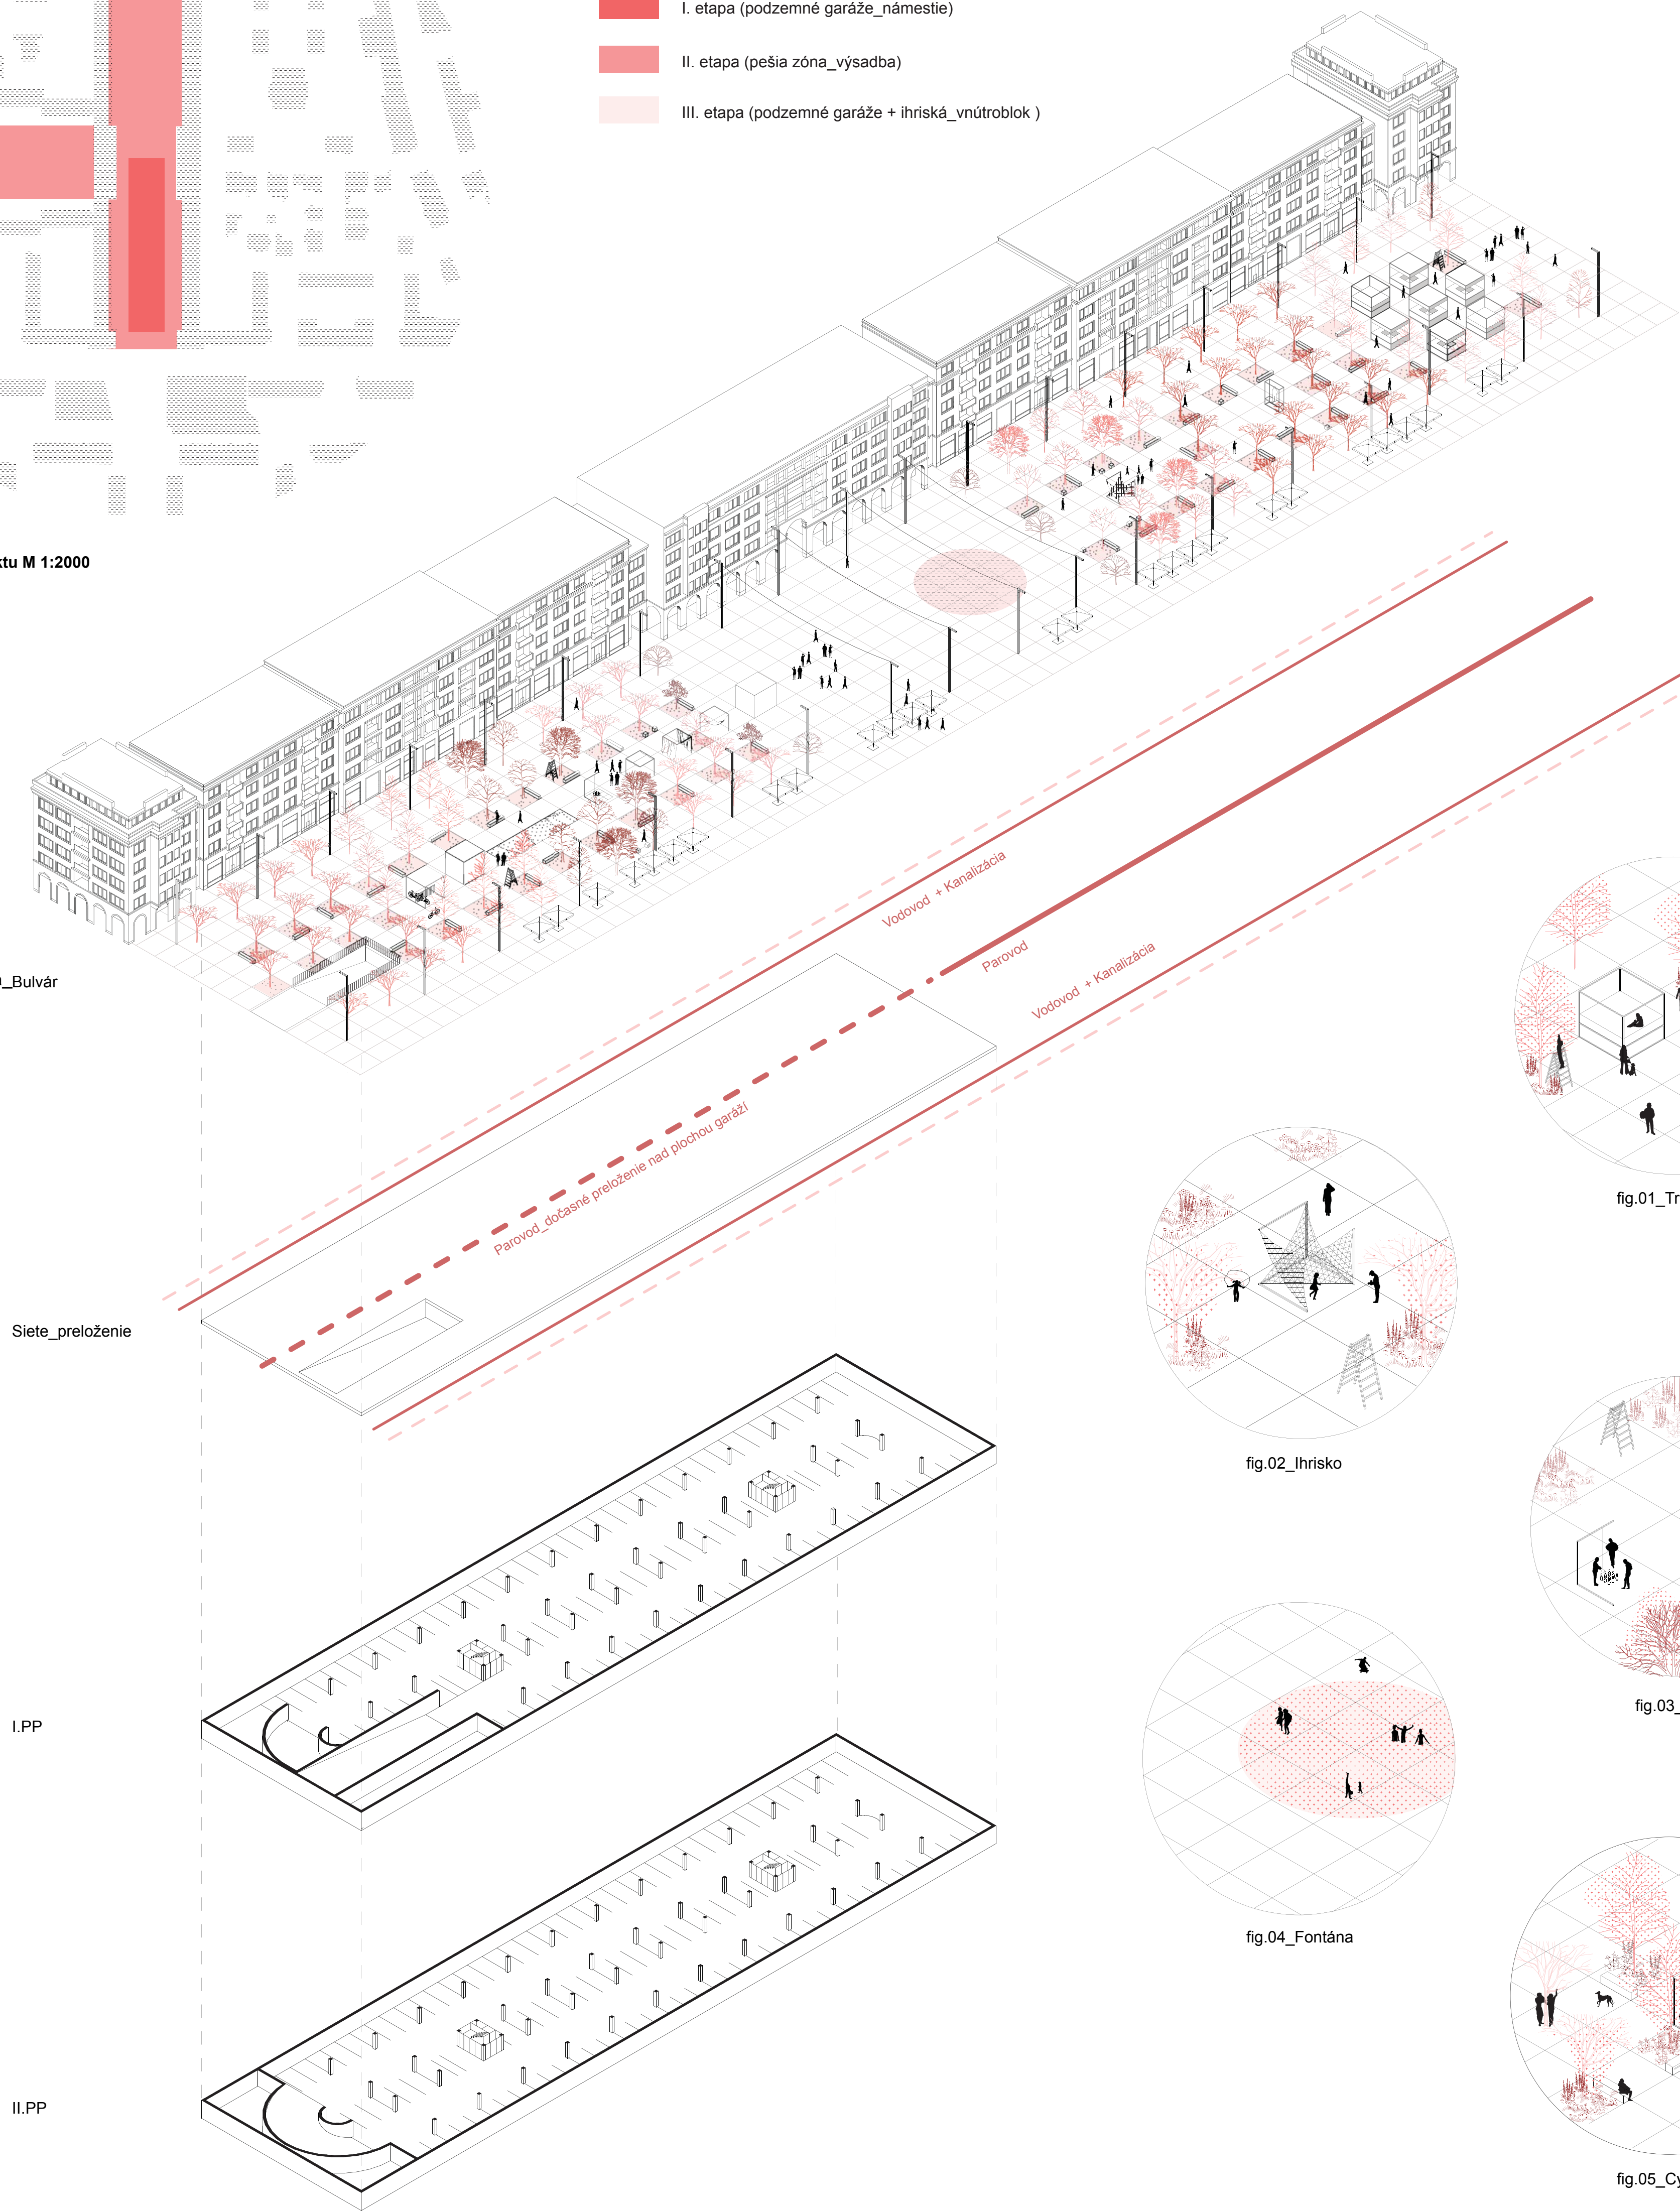 I. etapa (podzemné garáže_námestie)
II. etapa (pešia zóna_výsadba)
III. etapa (podzemné garáže + ihriská_vnútroblok )
M 1:2000
_Bulvár
Vodovod + Kanalizácia
Parovod
Vodovod + Kanalizácia
Parovod_dočasné preloženie nad plochou garáží
Siete_preloženie
I.PP
II.PP
fig.01_Tr
fig.02_Ihrisko
fig.03_
fig.04_Fontána
fig.05_Cy